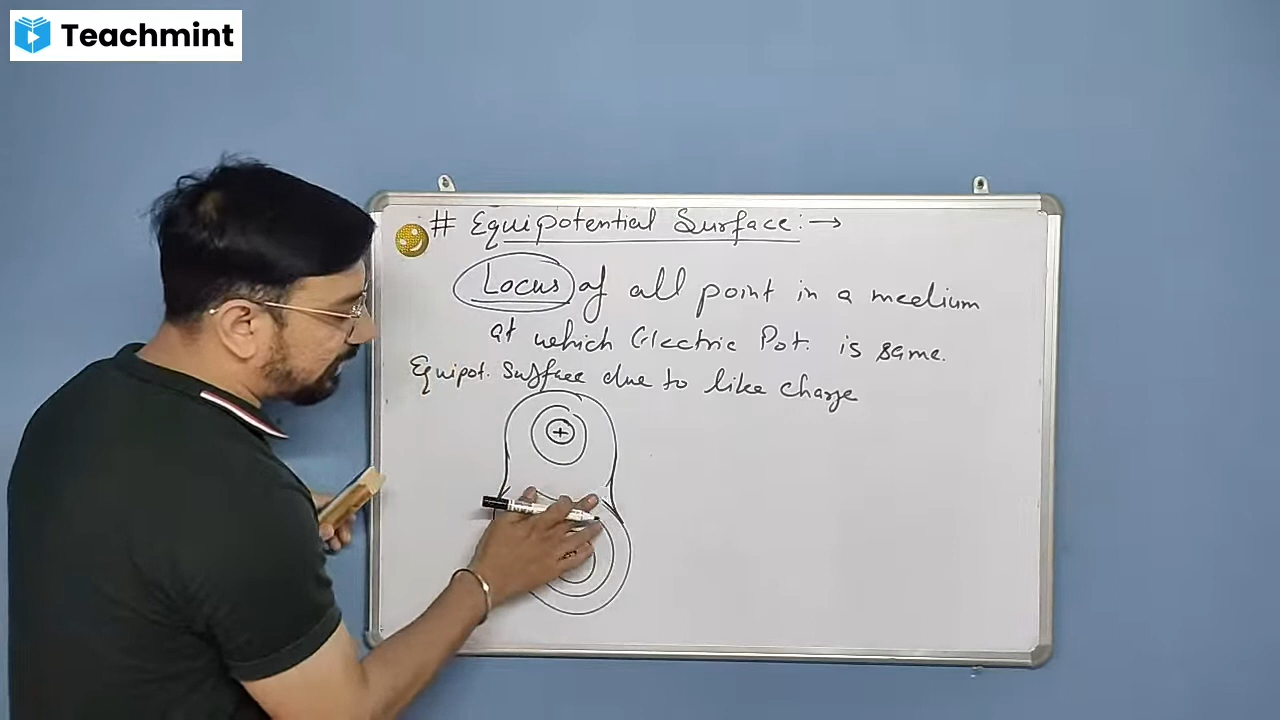 Teachmint
# Equipotential Surface :→
Locus of all point in a medium
at which Electric Pot. is same.
Equipot. Surface due to like charge
+